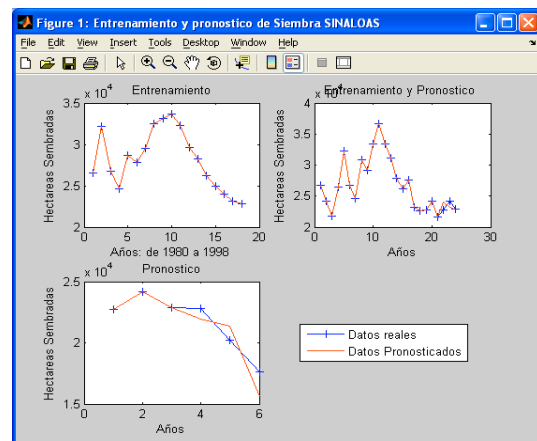 Figure 1: Entrenamiento y pronostico de Siembra SINALOAS
File Edit View Insert Tools Desktop Window Help
x 10^4
Entrenamiento
Hectareas Sembradas
3.5
3
2.5
2
0 5 10 15 20
Años: de 1980 a 1998
x 10^4
Entrenamiento y Pronostico
Hectareas Sembradas
4
3.5
3
2.5
2
0 10 20 30
Años
x 10^4
Pronostico
Hectareas Sembradas
2.5
2
1.5
0 2 4 6
Años
Datos reales
Datos Pronosticados